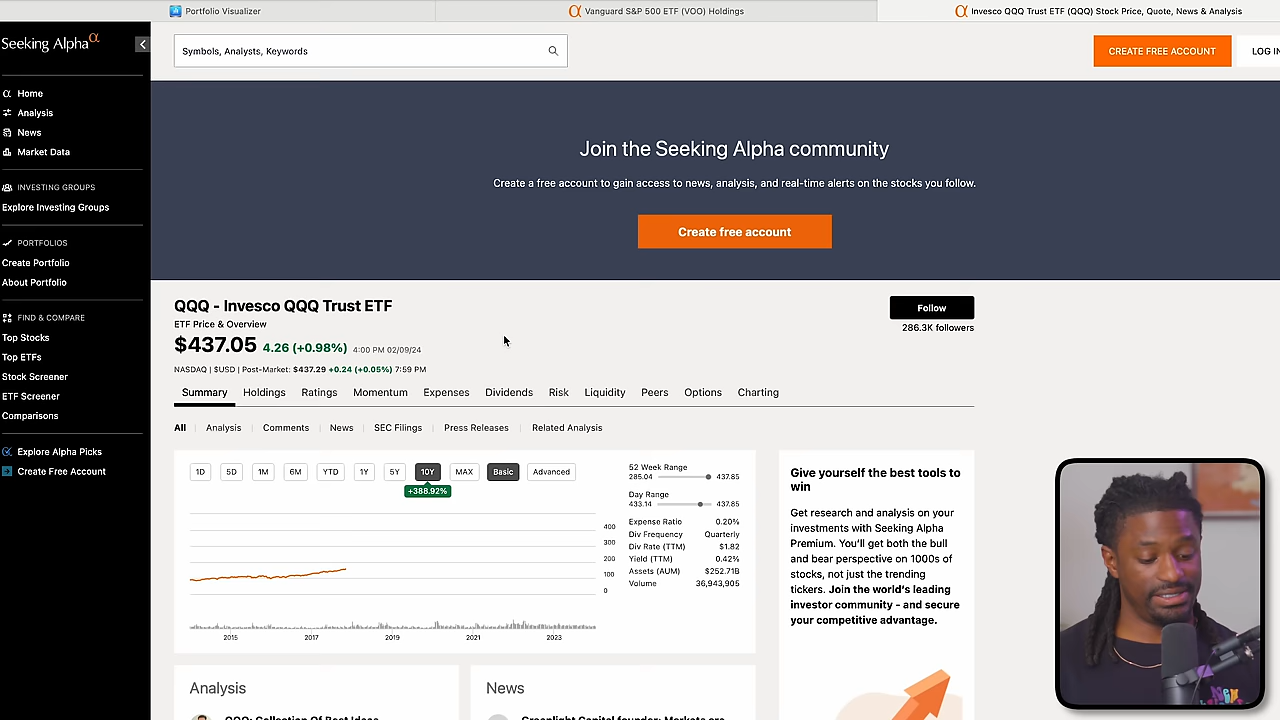 Portfolio Visualizer
Vanguard S&P 500 ETF (VOO) Holdings
Invesco QQQ Trust ETF (QQQ) Stock Price, Quote, News & Analysis
Seeking Alpha α
Symbols, Analysts, Keywords
CREATE FREE ACCOUNT
LOG IN
Home
Analysis
News
Market Data
INVESTING GROUPS
Explore Investing Groups
PORTFOLIOS
Create Portfolio
About Portfolio
FIND & COMPARE
Top Stocks
Top ETFs
Stock Screener
ETF Screener
Comparisons
Explore Alpha Picks
Create Free Account
Join the Seeking Alpha community
Create a free account to gain access to news, analysis, and real-time alerts on the stocks you follow.
Create free account
QQQ - Invesco QQQ Trust ETF
ETF Price & Overview
$437.05 4.26 (+0.98%) 4:00 PM 02/09/24
NASDAQ | $USD | Post-Market: $437.29 +0.24 (+0.05%) 7:59 PM
Follow
286.3K followers
Summary Holdings Ratings Momentum Expenses Dividends Risk Liquidity Peers Options Charting
All Analysis Comments News SEC Filings Press Releases Related Analysis
1D 5D 1M 6M YTD 1Y 5Y 10Y MAX Basic Advanced
+388.92%
400
300
200
100
0
2015 2017 2019 2021 2023
52 Week Range
285.04 437.85
Day Range
433.14 437.85
Expense Ratio 0.20%
Div Frequency Quarterly
Div Rate (TTM) $1.82
Yield (TTM) 0.42%
Assets (AUM) $252.71B
Volume 36,943,905
Give yourself the best tools to
win
Get research and analysis on your
investments with Seeking Alpha
Premium. You'll get both the bull
and bear perspective on 1000s of
stocks, not just the trending
tickers. Join the world's leading
investor community - and secure
your competitive advantage.
Analysis
QQQ: Collection Of Best Ideas
News
Greenlight Capital founder: Markets are